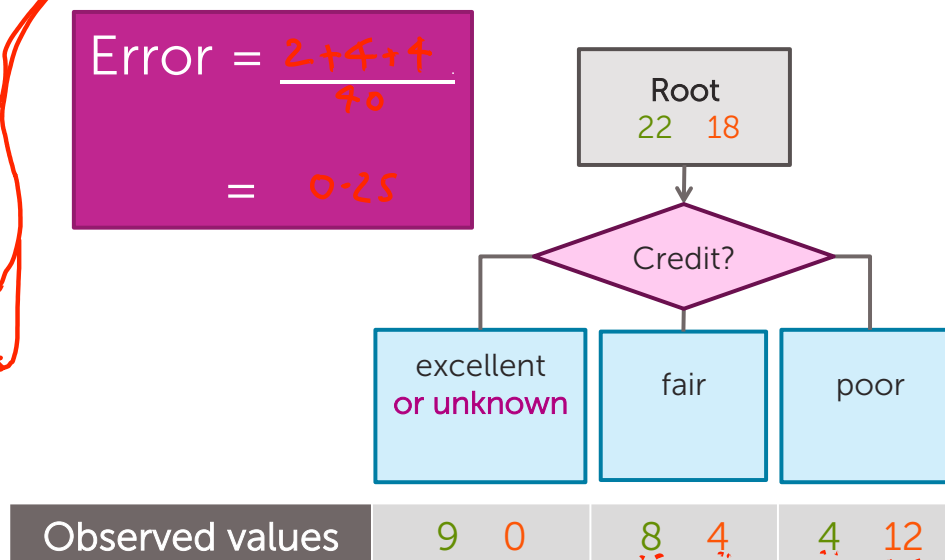 Error = 2+4+4
40
= 0.25
Root
22 18
Credit?
excellent
or unknown
fair
poor
Observed values 9 0 8 4 4 12